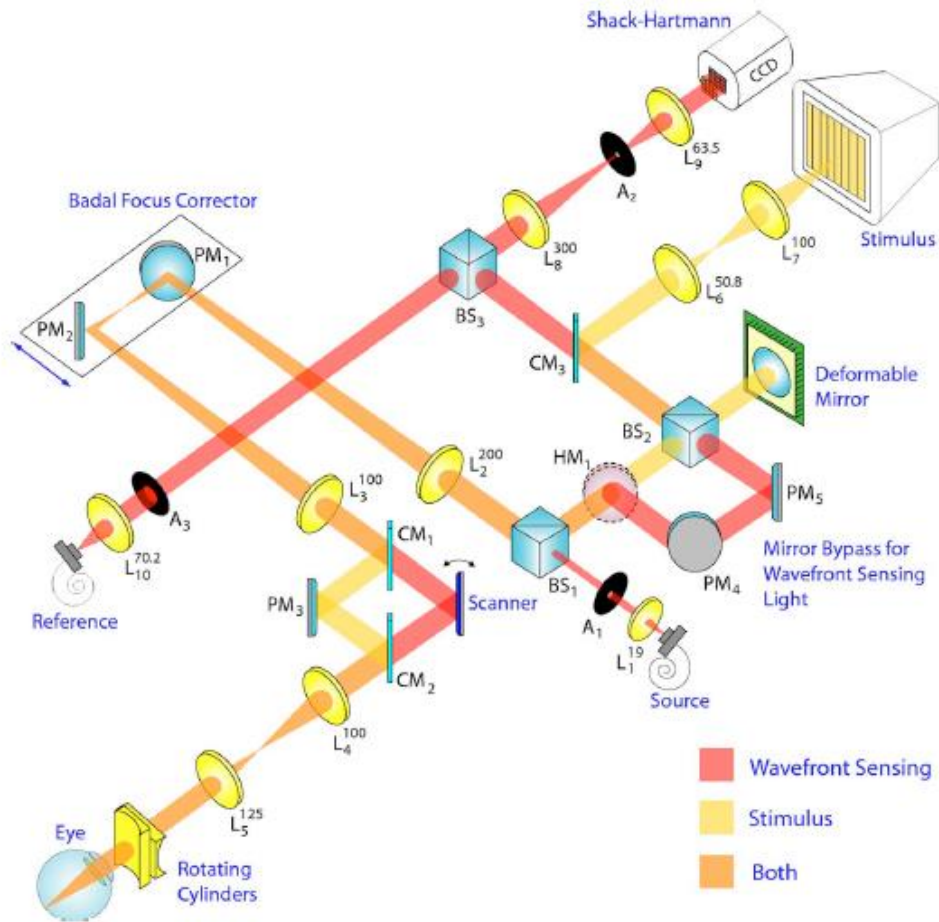 Shack-Hartmann
CCD
Stimulus
L₉^63.5
A₂
L₇^100
L₈^300
L₆^50.8
Badal Focus Corrector
PM₁
PM₂
BS₃
CM₃
Deformable
Mirror
BS₂
HM₁
L₂^200
L₃^100
PM₅
A₃
L₁₀^70.2
Reference
CM₁
BS₁
PM₄
Mirror Bypass for
Wavefront Sensing
Light
PM₃
Scanner
A₁
L₁^19
Source
CM₂
L₄^100
L₅^125
Eye
Rotating
Cylinders
Wavefront Sensing
Stimulus
Both